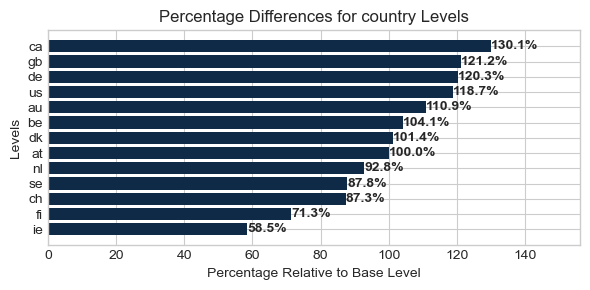 Percentage Differences for country Levels
Levels
ca 130.1%
gb 121.2%
de 120.3%
us 118.7%
au 110.9%
be 104.1%
dk 101.4%
at 100.0%
nl 92.8%
se 87.8%
ch 87.3%
fi 71.3%
ie 58.5%
0 20 40 60 80 100 120 140
Percentage Relative to Base Level